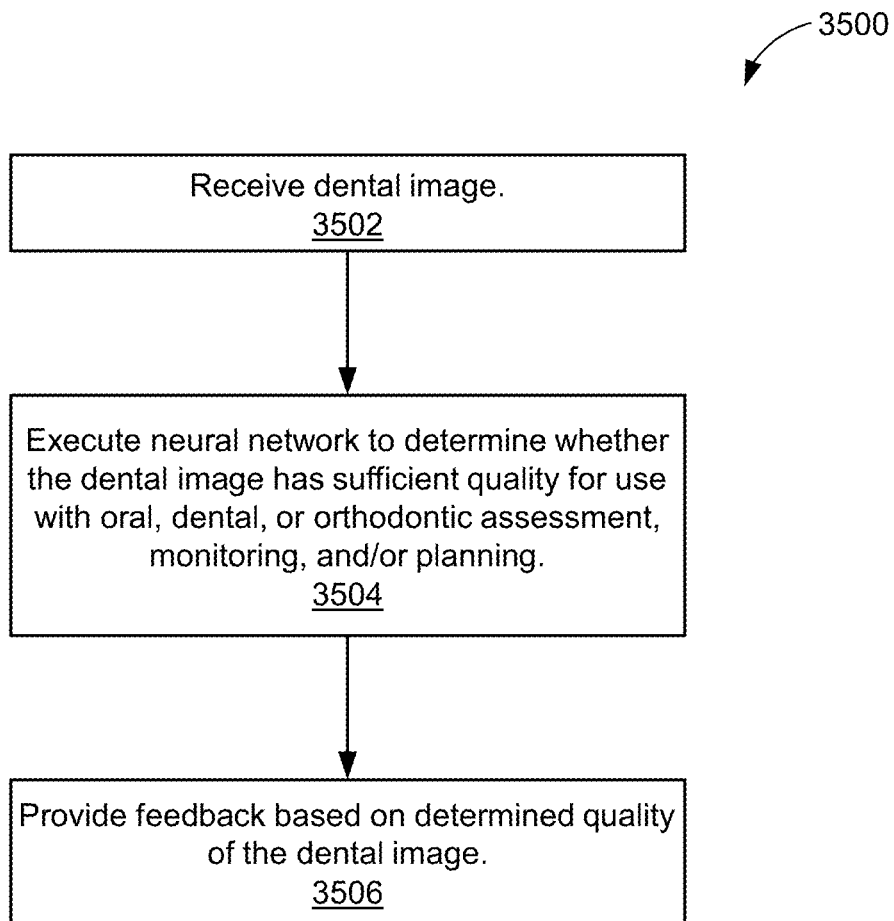 3500
Receive dental image.
3502
Execute neural network to determine whether
the dental image has sufficient quality for use
with oral, dental, or orthodontic assessment,
monitoring, and/or planning.
3504
Provide feedback based on determined quality
of the dental image.
3506